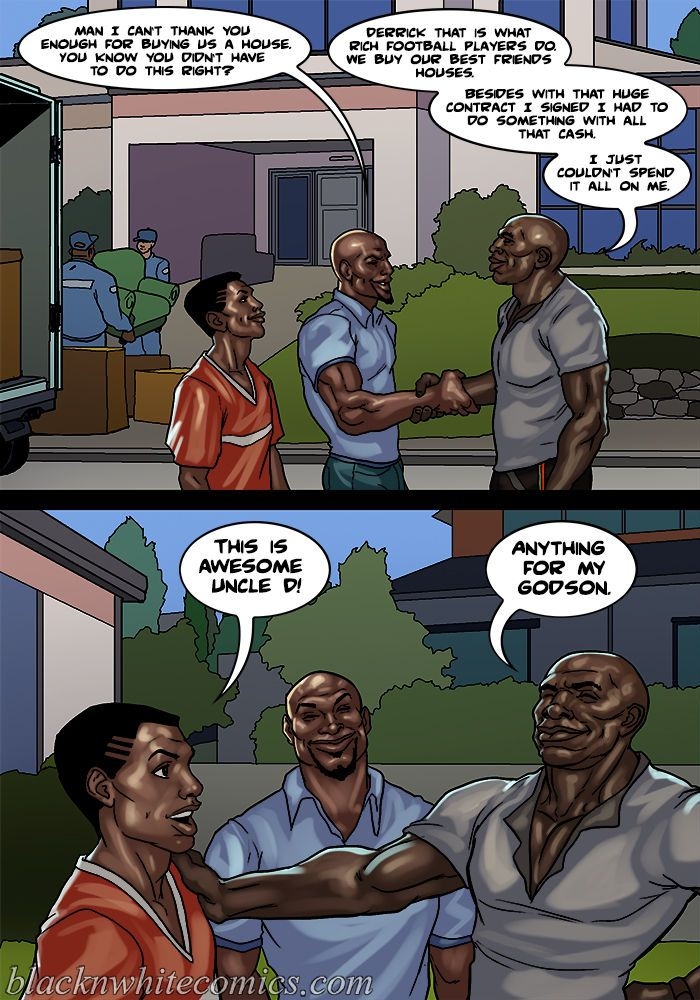 MAN I CAN'T THANK YOU
ENOUGH FOR BUYING US A HOUSE.
YOU KNOW YOU DIDN'T HAVE
TO DO THIS RIGHT?
DERRICK THAT IS WHAT
RICH FOOTBALL PLAYERS DO.
WE BUY OUR BEST FRIENDS
HOUSES.
BESIDES WITH THAT HUGE
CONTRACT I SIGNED I HAD TO
DO SOMETHING WITH ALL
THAT CASH.
I JUST
COULDN'T SPEND
IT ALL ON ME.
THIS IS
AWESOME
UNCLE D!
ANYTHING
FOR MY
GODSON.
blacknwhitecomics.com